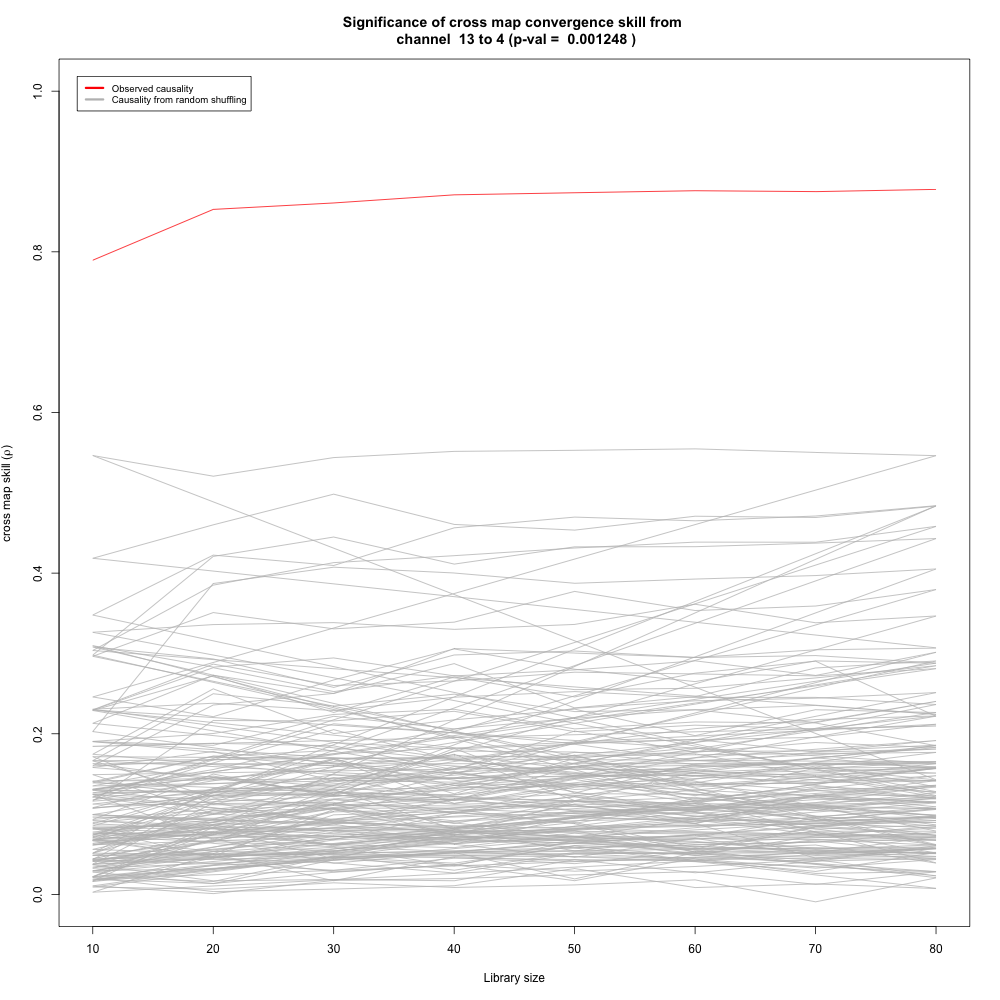 Significance of cross map convergence skill from
channel  13 to 4 (p-val =  0.001248 )
Observed causality
Causality from random shuffling
1.0
0.8
0.6
0.4
0.2
0.0
cross map skill (ρ)
10 20 30 40 50 60 70 80
Library size